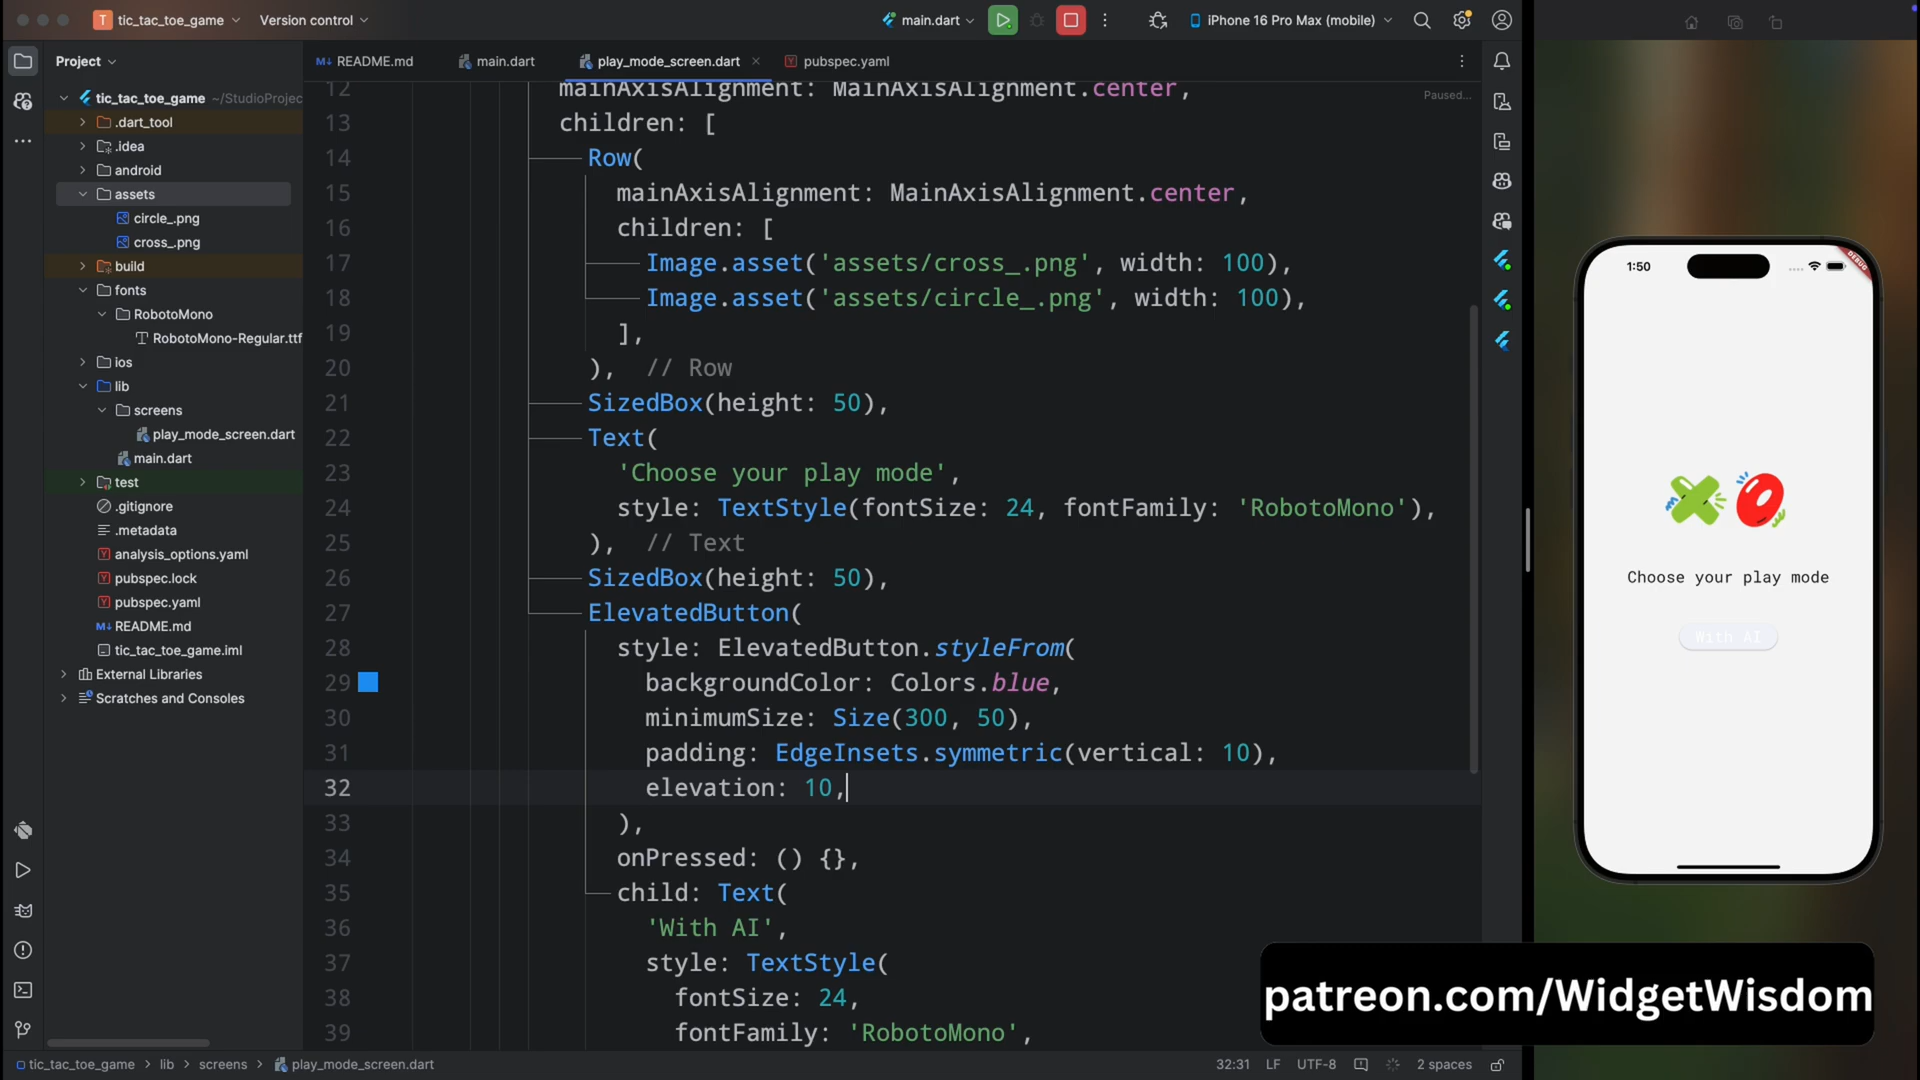 T tic_tac_toe_game
Version control
main.dart
iPhone 16 Pro Max (mobile)
Project
README.md
main.dart
play_mode_screen.dart
pubspec.yaml
tic_tac_toe_game ~/StudioProjec
.dart_tool
.idea
android
assets
circle_.png
cross_.png
build
fonts
RobotoMono
RobotoMono-Regular.ttf
ios
lib
screens
play_mode_screen.dart
main.dart
test
.gitignore
.metadata
analysis_options.yaml
pubspec.lock
pubspec.yaml
README.md
tic_tac_toe_game.iml
External Libraries
Scratches and Consoles
Paused...
12 mainAxisAlignment: MainAxisAlignment.center,
13 children: [
14 Row(
15 mainAxisAlignment: MainAxisAlignment.center,
16 children: [
17 Image.asset('assets/cross_.png', width: 100),
18 Image.asset('assets/circle_.png', width: 100),
19 ],
20 ), // Row
21 SizedBox(height: 50),
22 Text(
23 'Choose your play mode',
24 style: TextStyle(fontSize: 24, fontFamily: 'RobotoMono'),
25 ), // Text
26 SizedBox(height: 50),
27 ElevatedButton(
28 style: ElevatedButton.styleFrom(
29 backgroundColor: Colors.blue,
30 minimumSize: Size(300, 50),
31 padding: EdgeInsets.symmetric(vertical: 10),
32 elevation: 10,
33 ),
34 onPressed: () {},
35 child: Text(
36 'With AI',
37 style: TextStyle(
38 fontSize: 24,
39 fontFamily: 'RobotoMono',
1:50
DEBUG
Choose your play mode
With AI
patreon.com/WidgetWisdom
tic_tac_toe_game > lib > screens > play_mode_screen.dart
32:31 LF UTF-8 2 spaces